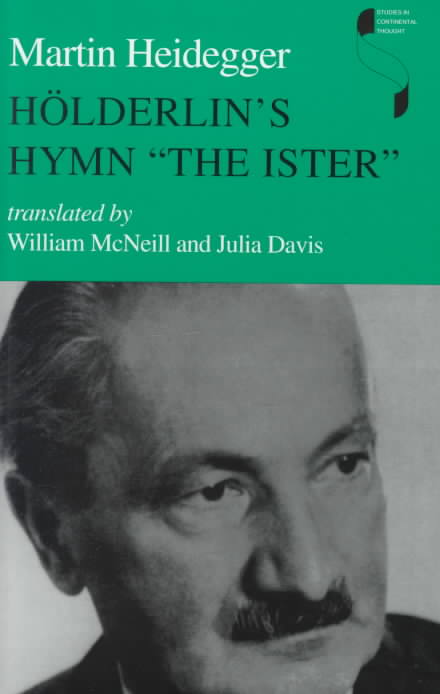 STUDIES IN
CONTINENTAL
THOUGHT
Martin Heidegger
HÖLDERLIN'S
HYMN “THE ISTER”
translated by
William McNeill and Julia Davis